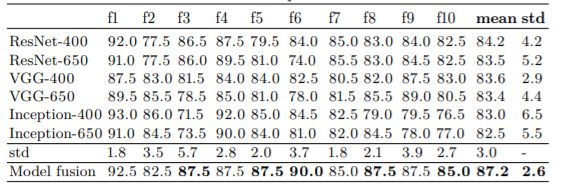 f1 f2 f3 f4 f5 f6 f7 f8 f9 f10 mean std
ResNet-400 92.0 77.5 86.5 87.5 79.5 84.0 85.0 83.0 84.0 82.5 84.2 4.2
ResNet-650 91.0 77.5 86.0 89.5 81.0 74.0 85.5 83.0 84.5 82.5 83.5 5.2
VGG-400 87.5 83.0 81.5 84.0 84.0 82.5 80.5 82.0 87.5 83.0 83.6 2.9
VGG-650 89.5 85.5 78.5 85.0 81.0 78.0 81.5 85.5 89.0 80.5 83.4 4.4
Inception-400 93.0 86.0 71.5 92.0 85.0 84.5 82.5 79.0 79.5 76.5 83.0 6.5
Inception-650 91.0 84.5 73.5 90.0 84.0 81.0 82.0 84.5 78.0 77.0 82.5 5.5
std 1.8 3.5 5.7 2.8 2.0 3.7 1.8 2.1 3.9 2.7 3.0 -
Model fusion 92.5 82.5 87.5 87.5 87.5 90.0 85.0 87.5 87.5 85.0 87.2 2.6